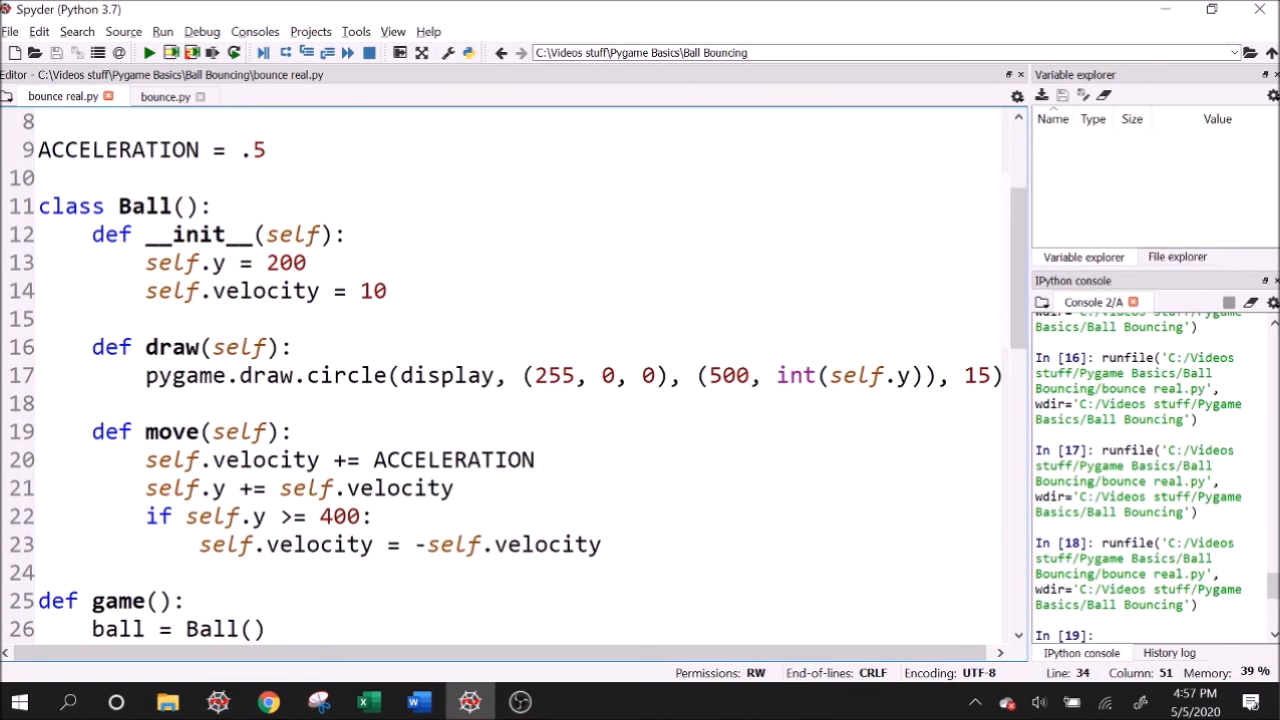 Spyder (Python 3.7)
File Edit Search Source Run Debug Consoles Projects Tools View Help
C:\Videos stuff\Pygame Basics\Ball Bouncing
Editor - C:\Videos stuff\Pygame Basics\Ball Bouncing\bounce real.py
bounce real.py bounce.py
8
9 ACCELERATION = .5
10
11 class Ball():
12 def __init__(self):
13 self.y = 200
14 self.velocity = 10
15
16 def draw(self):
17 pygame.draw.circle(display, (255, 0, 0), (500, int(self.y)), 15)
18
19 def move(self):
20 self.velocity += ACCELERATION
21 self.y += self.velocity
22 if self.y >= 400:
23 self.velocity = -self.velocity
24
25 def game():
26 ball = Ball()
Variable explorer
Name Type Size Value
Variable explorer File explorer
IPython console
Console 2/A
wdir='C:/Videos stuff/Pygame
Basics/Ball Bouncing')
In [16]: runfile('C:/Videos
stuff/Pygame Basics/Ball
Bouncing/bounce real.py',
wdir='C:/Videos stuff/Pygame
Basics/Ball Bouncing')
In [17]: runfile('C:/Videos
stuff/Pygame Basics/Ball
Bouncing/bounce real.py',
wdir='C:/Videos stuff/Pygame
Basics/Ball Bouncing')
In [18]: runfile('C:/Videos
stuff/Pygame Basics/Ball
Bouncing/bounce real.py',
wdir='C:/Videos stuff/Pygame
Basics/Ball Bouncing')
In [19]:
IPython console History log
Permissions: RW End-of-lines: CRLF Encoding: UTF-8 Line: 34 Column: 51 Memory: 39 %
4:57 PM
5/5/2020